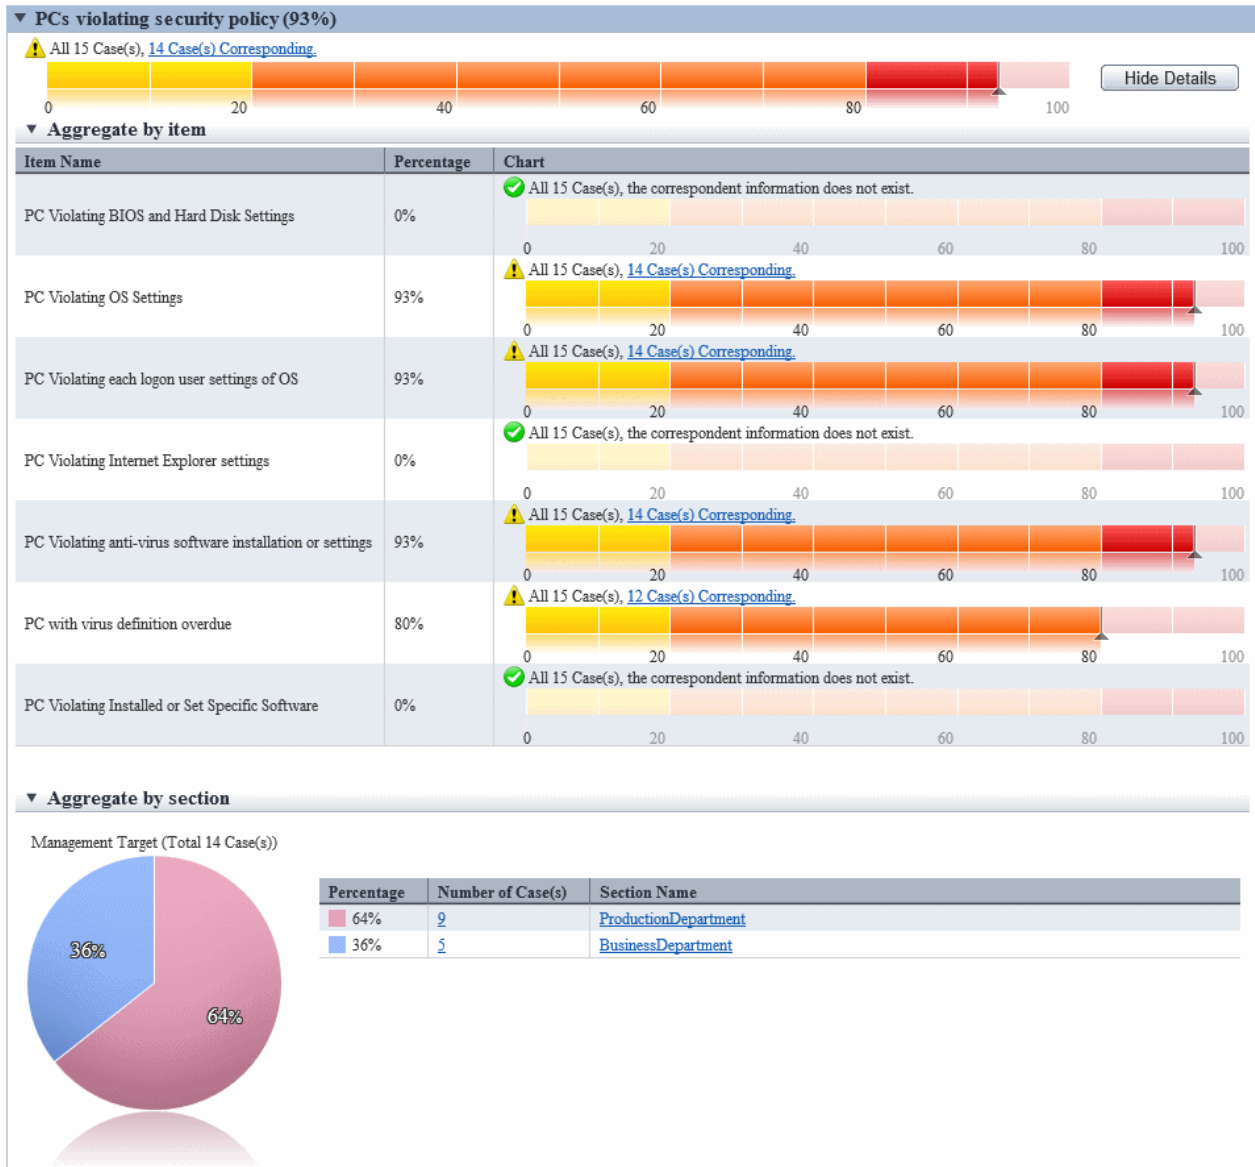 PCs violating security policy (93%)
All 15 Case(s), 14 Case(s) Corresponding.
Hide Details
0 20 40 60 80 100
Aggregate by item
Item Name Percentage Chart
All 15 Case(s), the correspondent information does not exist.
PC Violating BIOS and Hard Disk Settings 0%
0 20 40 60 80 100
All 15 Case(s), 14 Case(s) Corresponding.
PC Violating OS Settings 93%
0 20 40 60 80 100
All 15 Case(s), 14 Case(s) Corresponding.
PC Violating each logon user settings of OS 93%
0 20 40 60 80 100
All 15 Case(s), the correspondent information does not exist.
PC Violating Internet Explorer settings 0%
0 20 40 60 80 100
All 15 Case(s), 14 Case(s) Corresponding.
PC Violating anti-virus software installation or settings 93%
0 20 40 60 80 100
All 15 Case(s), 12 Case(s) Corresponding.
PC with virus definition overdue 80%
0 20 40 60 80 100
All 15 Case(s), the correspondent information does not exist.
PC Violating Installed or Set Specific Software 0%
0 20 40 60 80 100
Aggregate by section
Management Target (Total 14 Case(s))
36%
64%
Percentage Number of Case(s) Section Name
64% 9 ProductionDepartment
36% 5 BusinessDepartment